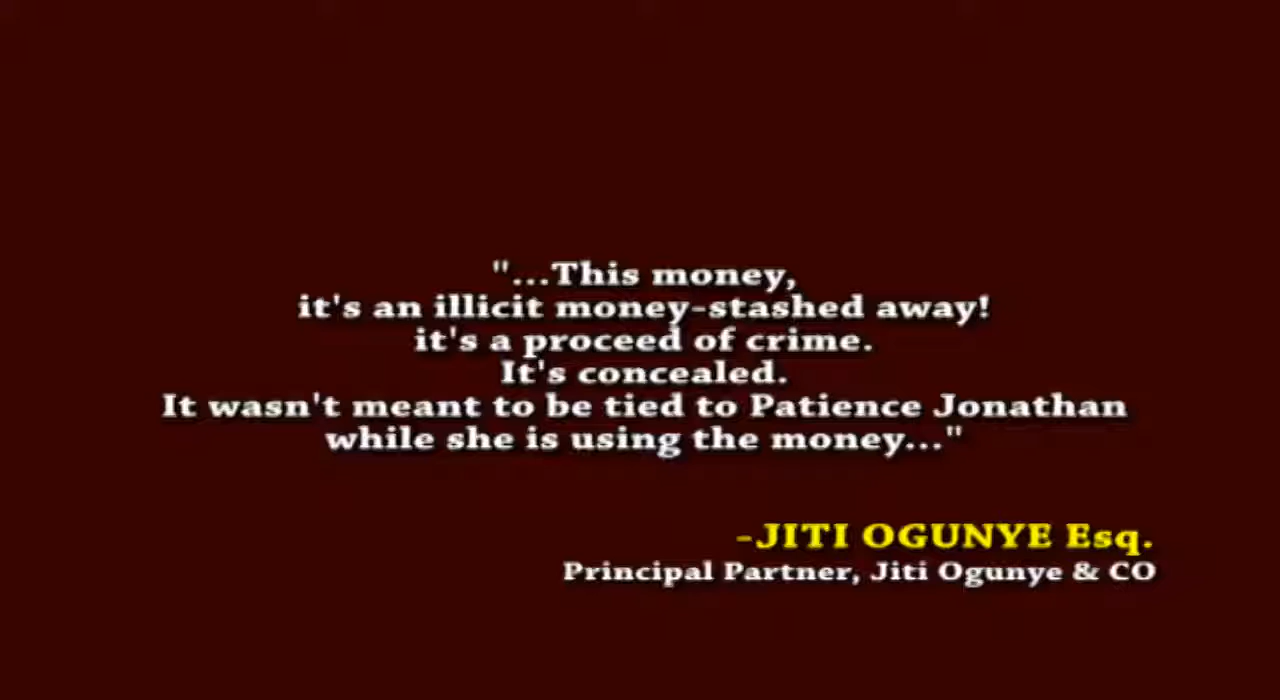 "...This money,
it's an illicit money-stashed away!
it's a proceed of crime.
It's concealed.
It wasn't meant to be tied to Patience Jonathan
while she is using the money..."
-JITI OGUNYE Esq.
Principal Partner, Jiti Ogunye & CO